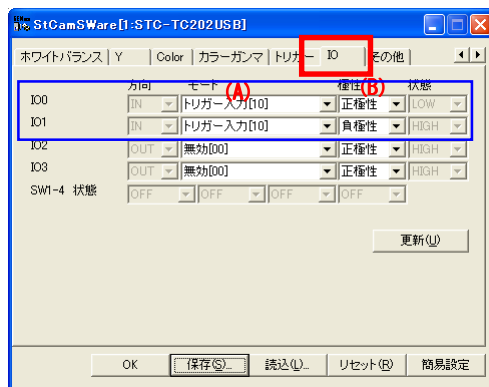 StCamSWare[1:STC-TC202USB]
ホワイトバランス Y Color カラーガンマ トリガー IO その他
方向 モード (A) 極性(B) 状態
IO0 IN トリガー入力[10] 正極性 LOW
IO1 IN トリガー入力[10] 負極性 HIGH
IO2 OUT 無効[00] 正極性 HIGH
IO3 OUT 無効[00] 正極性 HIGH
SW1-4 状態 OFF OFF OFF OFF
更新(U)
OK 保存(S)... 読込(L)... リセット(R) 簡易設定